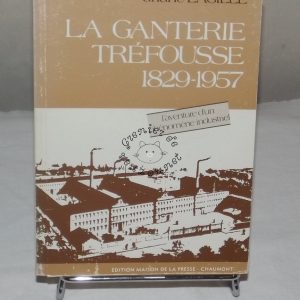 LA GANTERIE
TRÉFOUSSE
1829-1957
l'aventure d'un
phénomène industriel
EDITION MAISON DE LA PRESSE - CHAUMONT